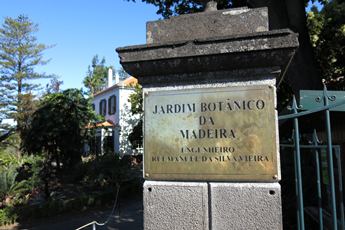 JARDIM BOTÂNICO
DA
MADEIRA
ENGENHEIRO
RUI MANUEL DA SILVA VIEIRA